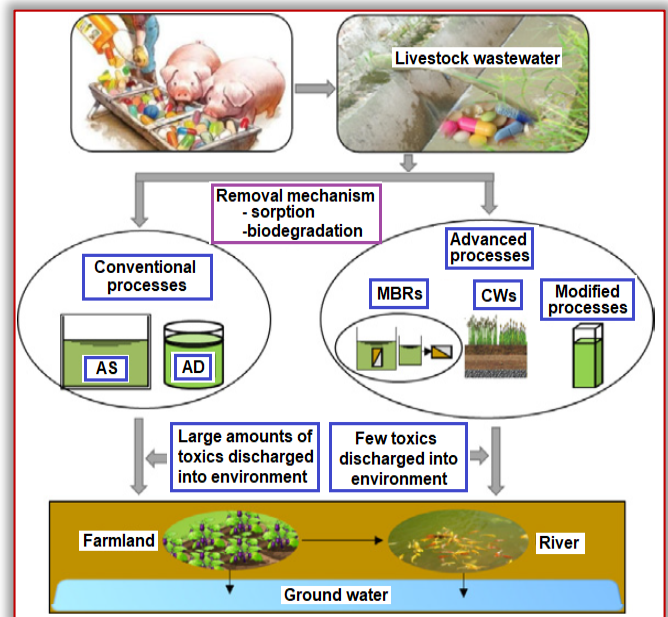 Livestock wastewater
Removal mechanism
- sorption
-biodegradation
Conventional
processes
AS
AD
Advanced
processes
MBRs
CWs
Modified
processes
Large amounts of
toxics discharged
into environment
Few toxics
discharged into
environment
Farmland
River
Ground water